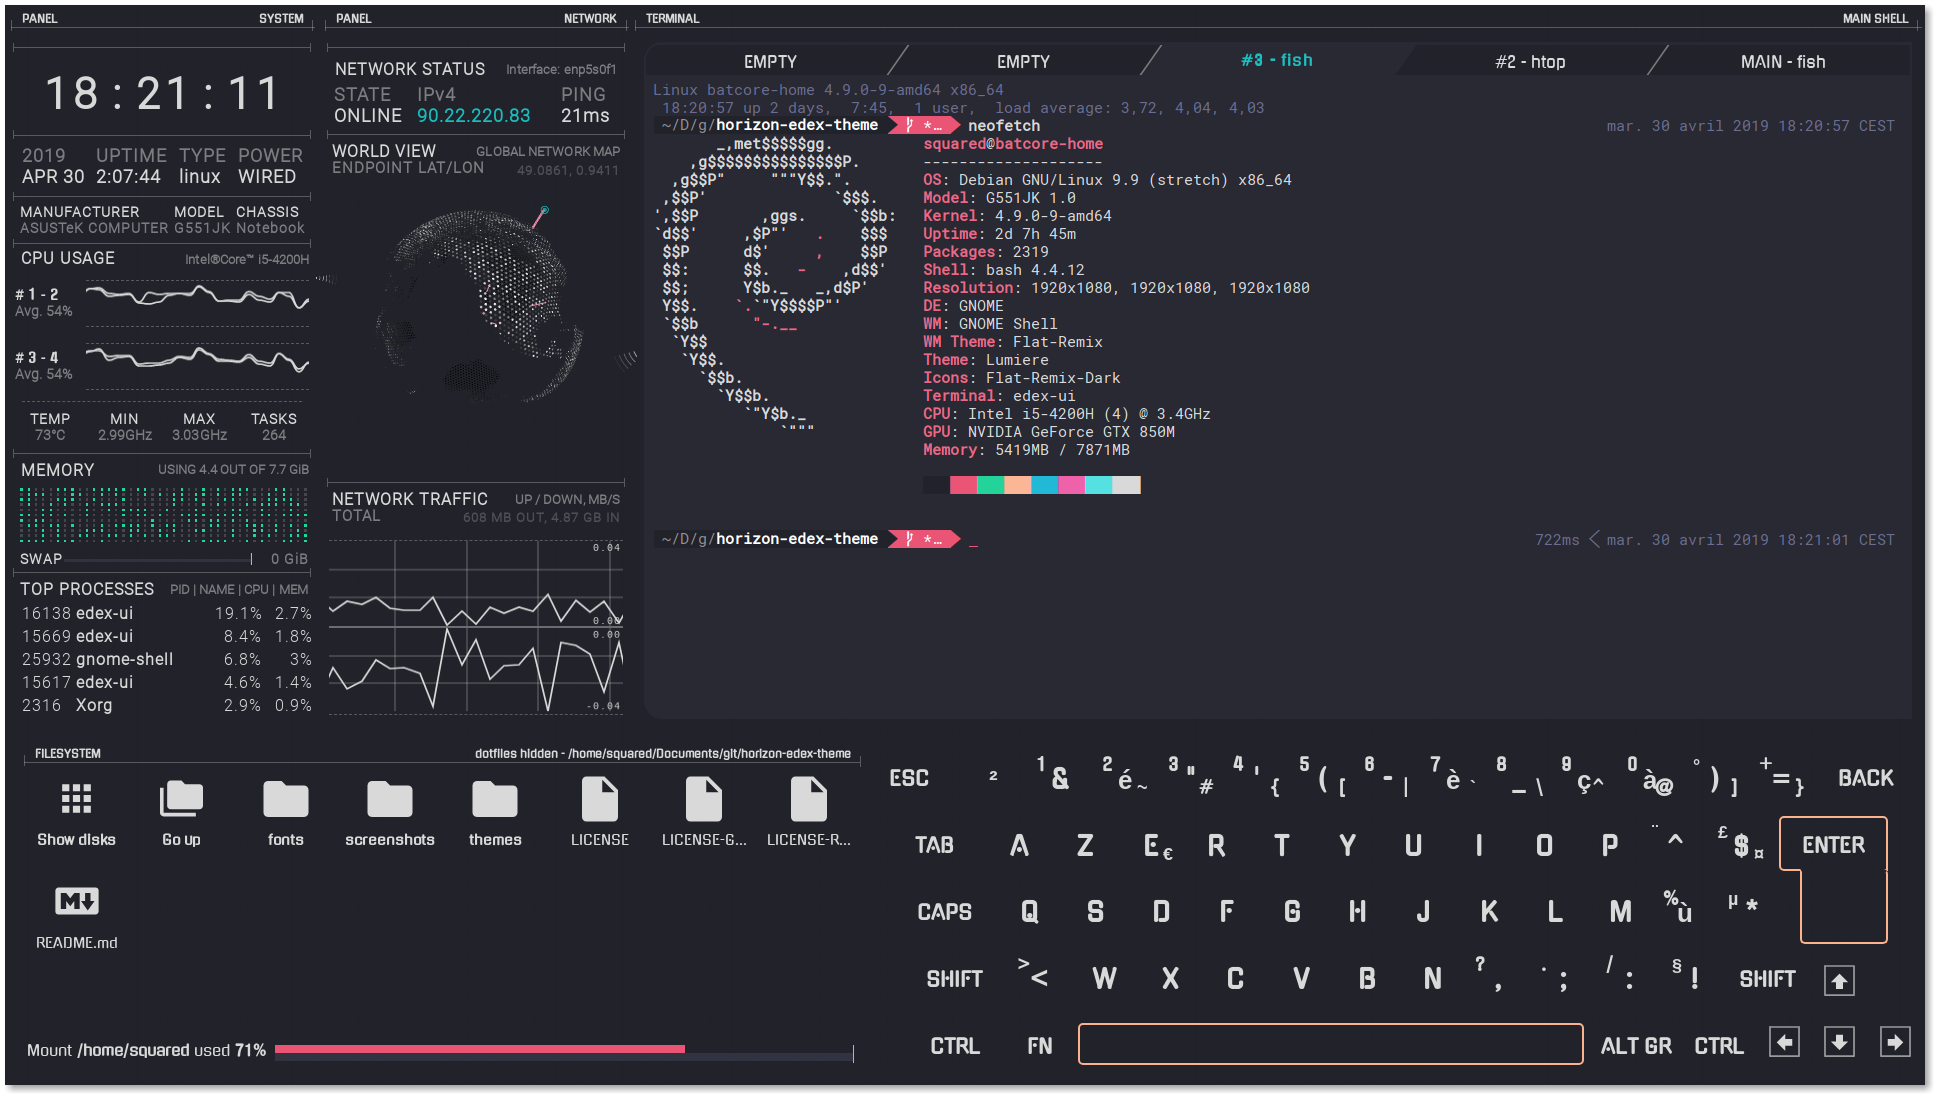 PANEL SYSTEM
18 : 21 : 11
2019 UPTIME TYPE POWER
APR 30 2:07:44 linux WIRED
MANUFACTURER MODEL CHASSIS
ASUSTeK COMPUTER G551JK Notebook
CPU USAGE Intel®Core™ i5-4200H
# 1 - 2
Avg. 54%
# 3 - 4
Avg. 54%
TEMP MIN MAX TASKS
73°C 2.99GHz 3.03GHz 264
MEMORY USING 4.4 OUT OF 7.7 GiB
SWAP 0 GiB
TOP PROCESSES PID | NAME | CPU | MEM
16138 edex-ui 19.1% 2.7%
15669 edex-ui 8.4% 1.8%
25932 gnome-shell 6.8% 3%
15617 edex-ui 4.6% 1.4%
2316 Xorg 2.9% 0.9%
PANEL NETWORK
NETWORK STATUS Interface: enp5s0f1
STATE IPv4 PING
ONLINE 90.22.220.83 21ms
WORLD VIEW GLOBAL NETWORK MAP
ENDPOINT LAT/LON 49.0861, 0.9411
NETWORK TRAFFIC UP / DOWN, MB/S
TOTAL 608 MB OUT, 4.87 GB IN
0.04
0.00
0.00
-0.04
TERMINAL MAIN SHELL
EMPTY EMPTY #3 - fish #2 - htop MAIN - fish
Linux batcore-home 4.9.0-9-amd64 x86_64
18:20:57 up 2 days, 7:45, 1 user, load average: 3,72, 4,04, 4,03
~/D/g/horizon-edex-theme *… neofetch mar. 30 avril 2019 18:20:57 CEST
_,met$$$$$gg. squared@batcore-home
,g$$$$$$$$$$$$$$$P. --------------------
,g$$P" """Y$$.". OS: Debian GNU/Linux 9.9 (stretch) x86_64
,$$P' `$$$. Model: G551JK 1.0
',$$P ,ggs. `$$b: Kernel: 4.9.0-9-amd64
`d$$' ,$P"' . $$$ Uptime: 2d 7h 45m
$$P d$' , $$P Packages: 2319
$$: $$. - ,d$$' Shell: bash 4.4.12
$$; Y$b._ _,d$P' Resolution: 1920x1080, 1920x1080, 1920x1080
Y$$. `.`"Y$$$$P"' DE: GNOME
`$$b "-.__ WM: GNOME Shell
`Y$$ WM Theme: Flat-Remix
`Y$$. Theme: Lumiere
`$$b. Icons: Flat-Remix-Dark
`Y$$b. Terminal: edex-ui
`"Y$b._ CPU: Intel i5-4200H (4) @ 3.4GHz
`""" GPU: NVIDIA GeForce GTX 850M
Memory: 5419MB / 7871MB
~/D/g/horizon-edex-theme *… _ 722ms < mar. 30 avril 2019 18:21:01 CEST
FILESYSTEM dotfiles hidden - /home/squared/Documents/git/horizon-edex-theme
Show disks Go up fonts screenshots themes LICENSE LICENSE-G... LICENSE-R...
README.md
Mount /home/squared used 71%
ESC ² 1 & 2 é ~ 3 " # 4 ' { 5 ( [ 6 - | 7 è ` 8 _ \ 9 ç ^ 0 à @ ° ) ] + = } BACK
TAB A Z E € R T Y U I O P ¨ ^ £ $ ¤ ENTER
CAPS Q S D F G H J K L M % ù µ *
SHIFT > < W X C V B N ? , . ; / : § ! SHIFT
CTRL FN ALT GR CTRL